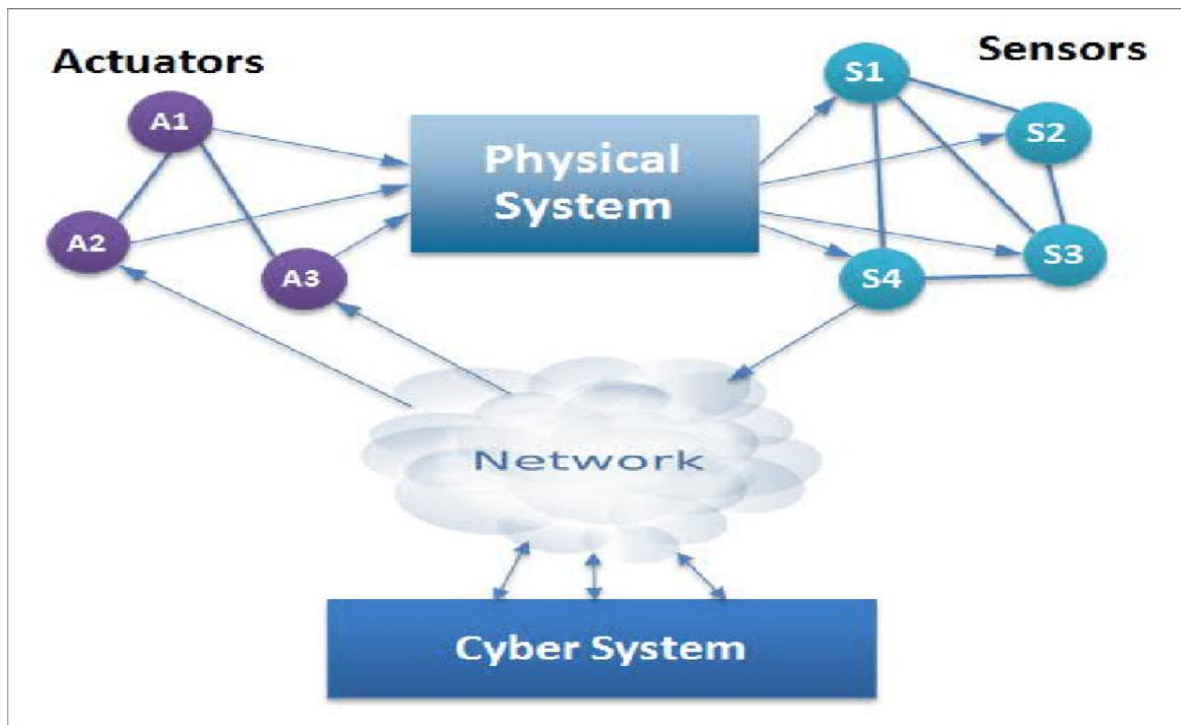 Actuators
Sensors
A1
A2
A3
Physical
System
S1
S2
S3
S4
Network
Cyber System